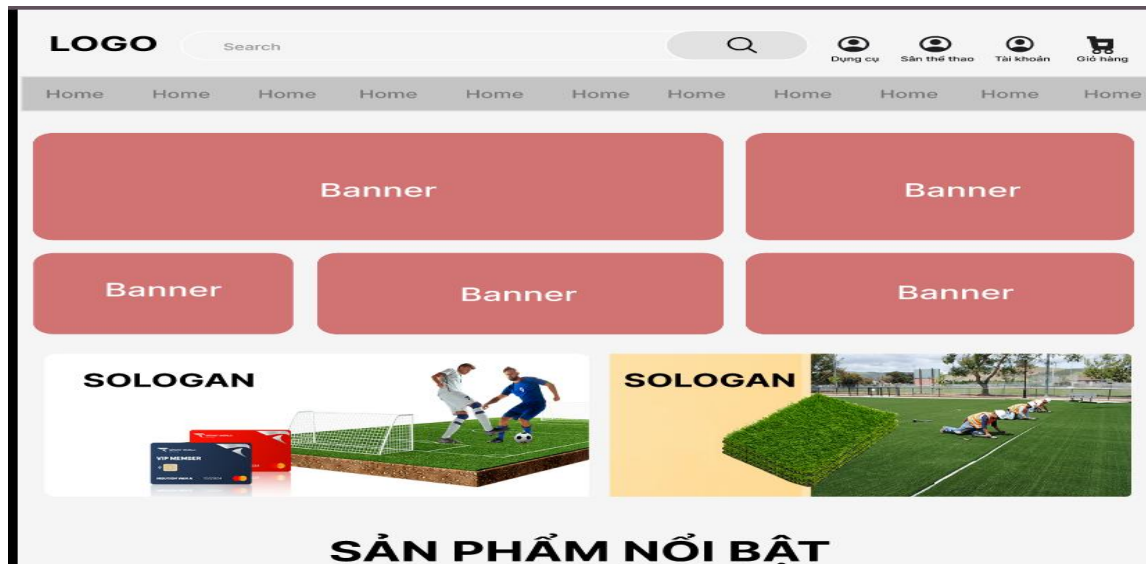 LOGO
Search
Dụng cụ
Sân thể thao
Tài khoản
Giỏ hàng
Home Home Home Home Home Home Home Home Home Home Home
Banner
Banner
Banner
Banner
Banner
SOLOGAN
SOLOGAN
VIP MEMBER
SẢN PHẨM NỔI BẬT